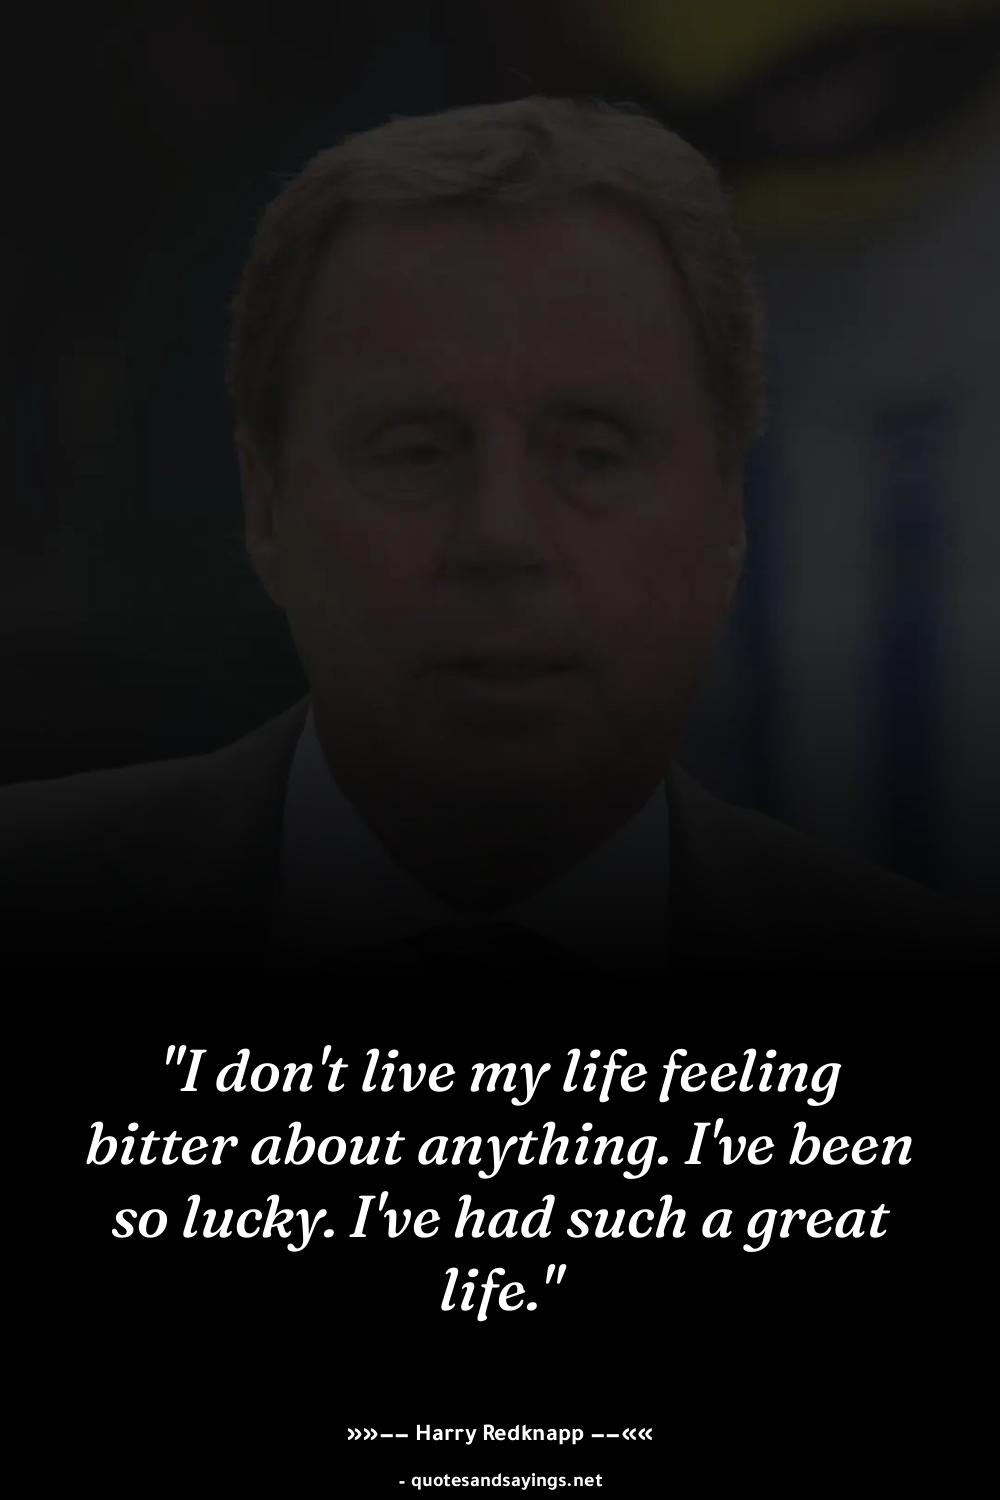 "I don't live my life feeling
bitter about anything. I've been
so lucky. I've had such a great
life."
»»-- Harry Redknapp --««
- quotesandsayings.net